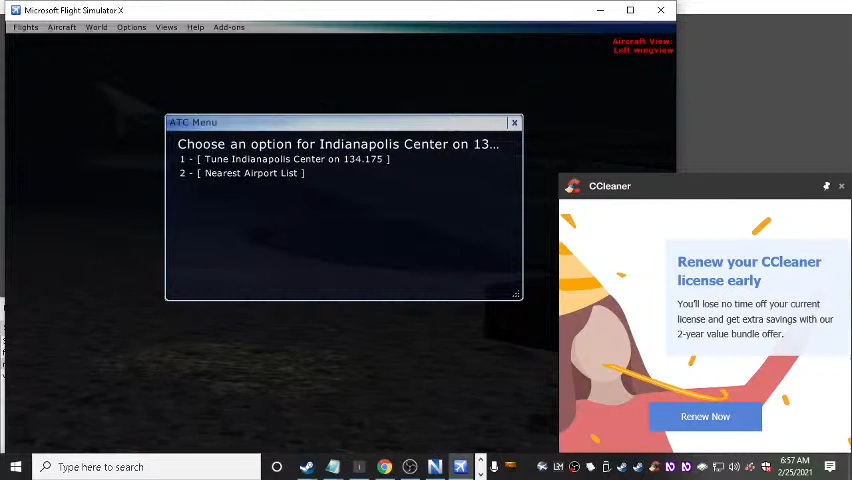 Microsoft Flight Simulator X
Flights Aircraft World Options Views Help Add-ons
Aircraft View:
Left wingview
ATC Menu
Choose an option for Indianapolis Center on 13...
1 - [ Tune Indianapolis Center on 134.175 ]
2 - [ Nearest Airport List ]
CCleaner
Renew your CCleaner
license early
You'll lose no time off your current
license and get extra savings with our
2-year value bundle offer.
Renew Now
Type here to search
6:57 AM
2/25/2021